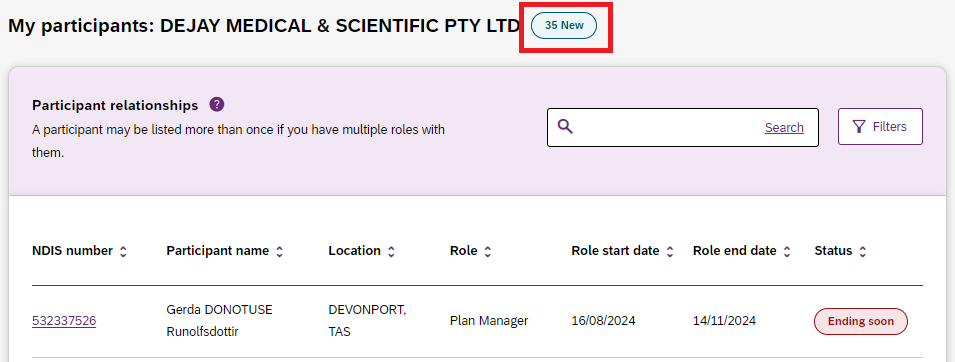 My participants: DEJAY MEDICAL & SCIENTIFIC PTY LTD 35 New
Participant relationships ?
A participant may be listed more than once if you have multiple roles with
them.
Search
Filters
NDIS number Participant name Location Role Role start date Role end date Status
532337526 Gerda DONOTUSE Runolfsdottir DEVONPORT, TAS Plan Manager 16/08/2024 14/11/2024 Ending soon